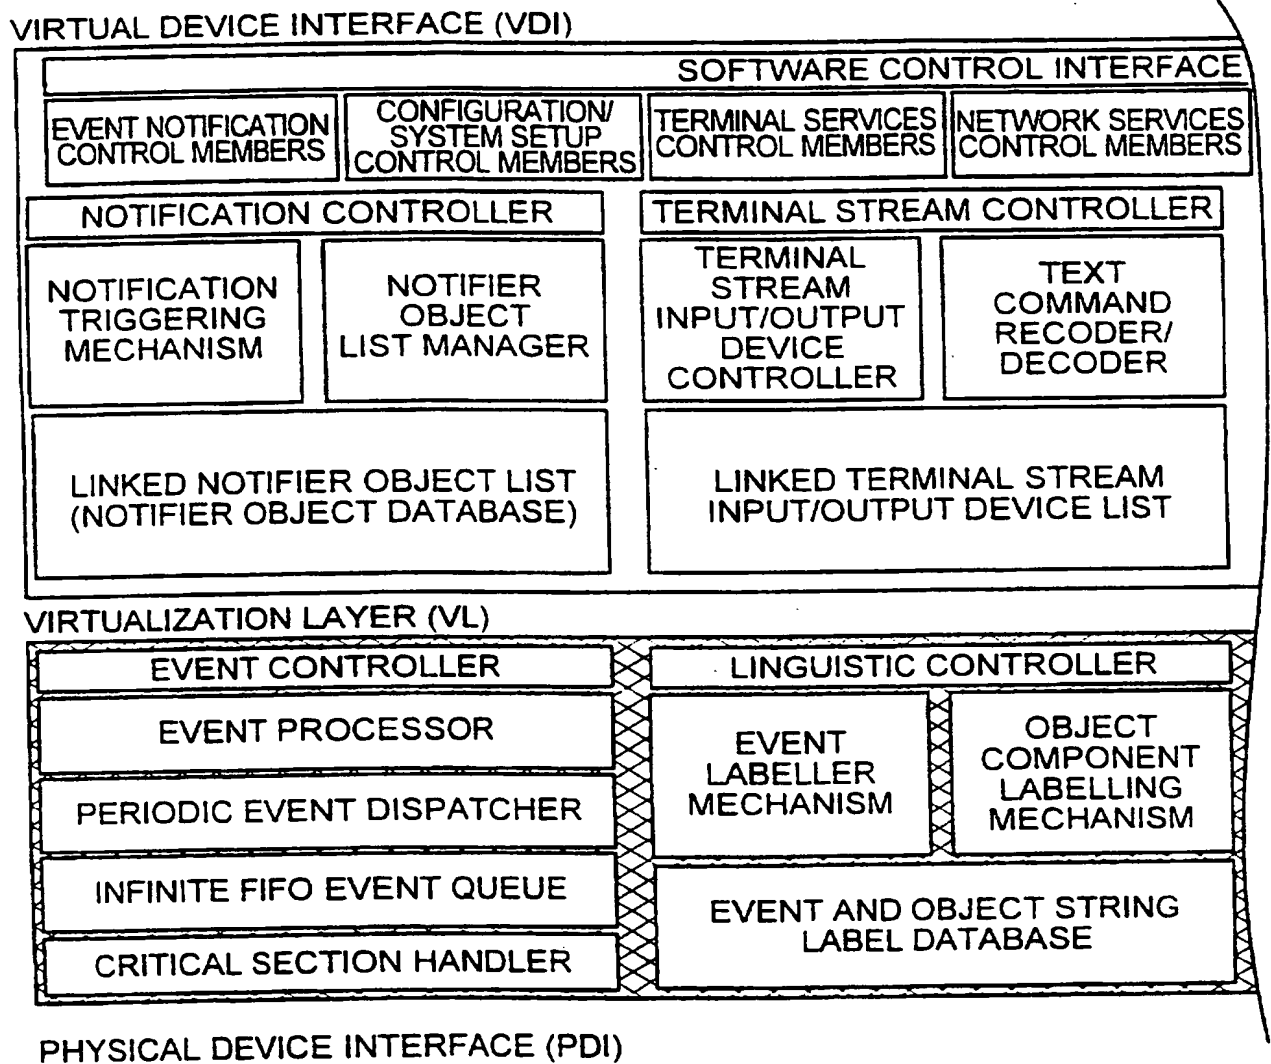 VIRTUAL DEVICE INTERFACE (VDI)
SOFTWARE CONTROL INTERFACE
EVENT NOTIFICATION
CONTROL MEMBERS
CONFIGURATION/
SYSTEM SETUP
CONTROL MEMBERS
TERMINAL SERVICES
CONTROL MEMBERS
NETWORK SERVICES
CONTROL MEMBERS
NOTIFICATION CONTROLLER
NOTIFICATION
TRIGGERING
MECHANISM
NOTIFIER
OBJECT
LIST MANAGER
LINKED NOTIFIER OBJECT LIST
(NOTIFIER OBJECT DATABASE)
TERMINAL STREAM CONTROLLER
TERMINAL
STREAM
INPUT/OUTPUT
DEVICE
CONTROLLER
TEXT
COMMAND
RECODER/
DECODER
LINKED TERMINAL STREAM
INPUT/OUTPUT DEVICE LIST
VIRTUALIZATION LAYER (VL)
EVENT CONTROLLER
EVENT PROCESSOR
PERIODIC EVENT DISPATCHER
INFINITE FIFO EVENT QUEUE
CRITICAL SECTION HANDLER
LINGUISTIC CONTROLLER
EVENT
LABELLER
MECHANISM
OBJECT
COMPONENT
LABELLING
MECHANISM
EVENT AND OBJECT STRING
LABEL DATABASE
PHYSICAL DEVICE INTERFACE (PDI)